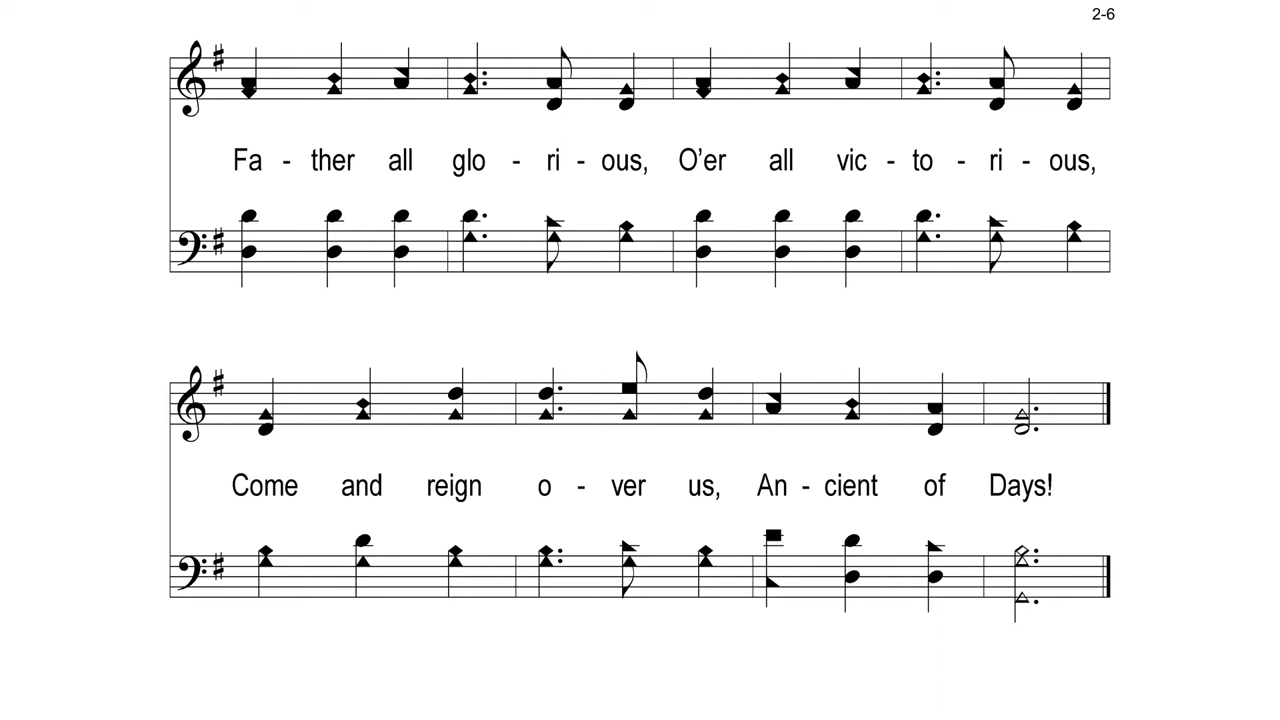 2-6
Fa - ther all glo - ri - ous, O’er all vic - to - ri - ous,
Come and reign o - ver us, An - cient of Days!